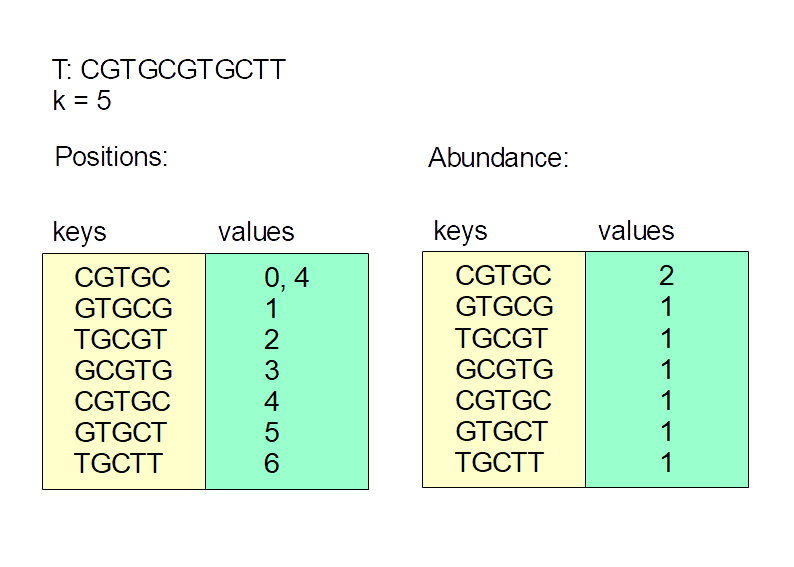 T: CGTGCGTGCTT
k = 5
Positions:
keys values
CGTGC 0, 4
GTGCG 1
TGCGT 2
GCGTG 3
CGTGC 4
GTGCT 5
TGCTT 6
Abundance:
keys values
CGTGC 2
GTGCG 1
TGCGT 1
GCGTG 1
CGTGC 1
GTGCT 1
TGCTT 1